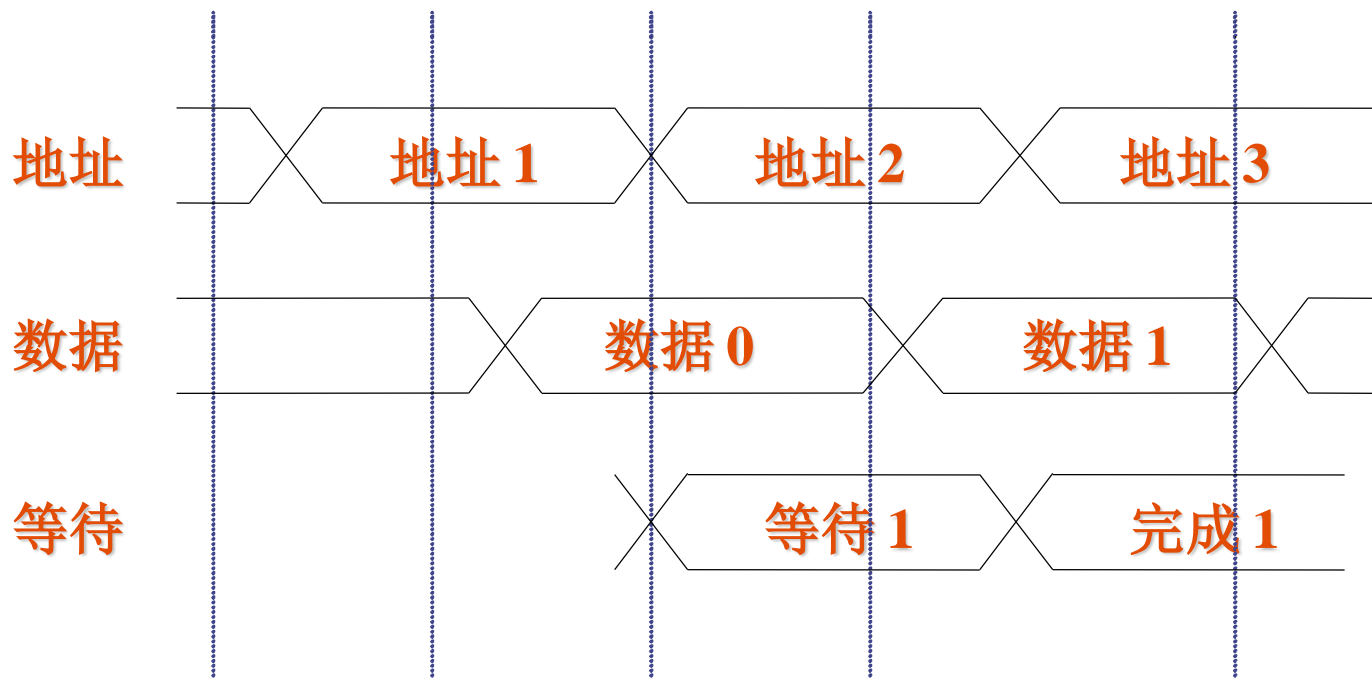 地址 地址 1 地址 2 地址 3
数据 数据 0 数据 1
等待 等待 1 完成 1